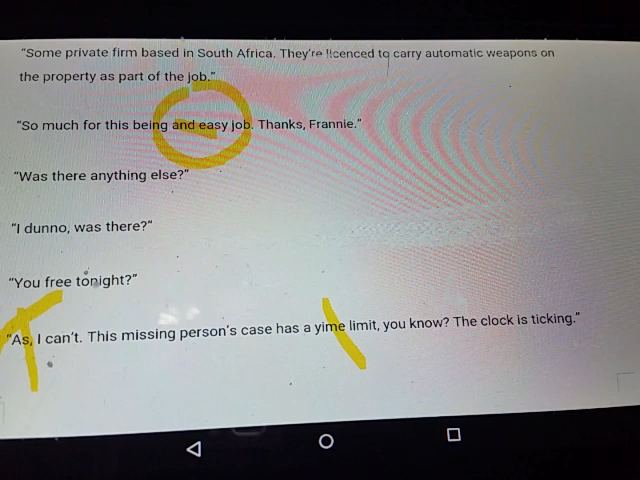 “Some private firm based in South Africa. They’re licenced to carry automatic weapons on
the property as part of the job.”
“So much for this being and easy job. Thanks, Frannie.”
“Was there anything else?”
“I dunno, was there?”
“You free tonight?”
“As, I can’t. This missing person’s case has a yime limit, you know? The clock is ticking.”